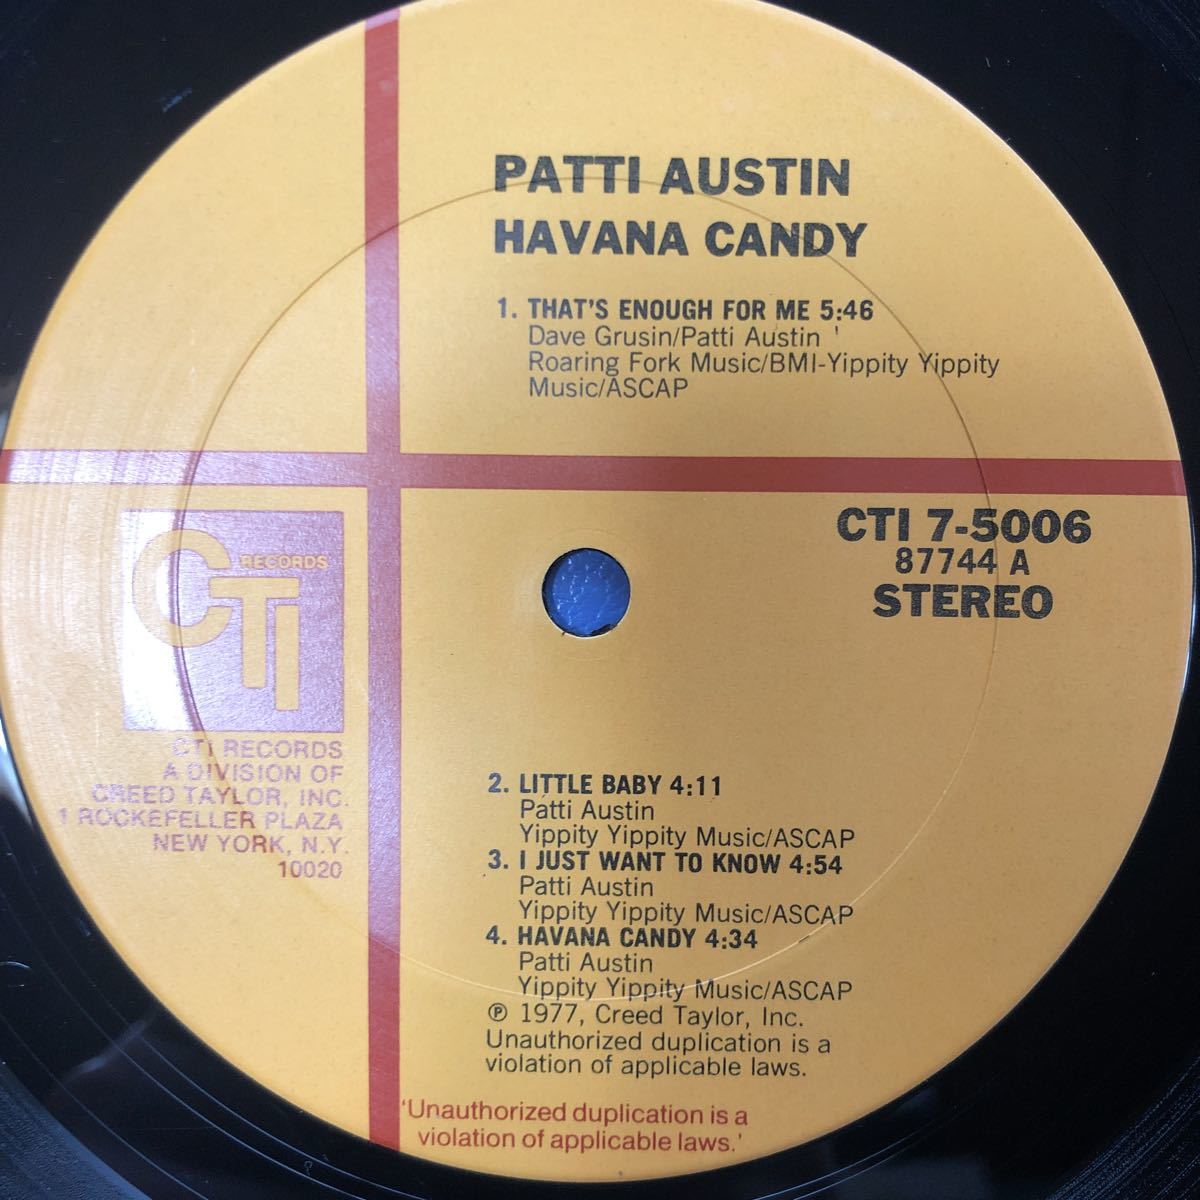 PATTI AUSTIN
HAVANA CANDY
1. THAT'S ENOUGH FOR ME 5:46
Dave Grusin/Patti Austin
Roaring Fork Music/BMI-Yippity Yippity
Music/ASCAP
CTI 7-5006
87744 A
STEREO
CTI RECORDS
CTI RECORDS
A DIVISION OF
CREED TAYLOR, INC.
1 ROCKEFELLER PLAZA
NEW YORK, N.Y.
10020
2. LITTLE BABY 4:11
Patti Austin
Yippity Yippity Music/ASCAP
3. I JUST WANT TO KNOW 4:54
Patti Austin
Yippity Yippity Music/ASCAP
4. HAVANA CANDY 4:34
Patti Austin
Yippity Yippity Music/ASCAP
℗ 1977, Creed Taylor, Inc.
Unauthorized duplication is a
violation of applicable laws.
'Unauthorized duplication is a
violation of applicable laws.'